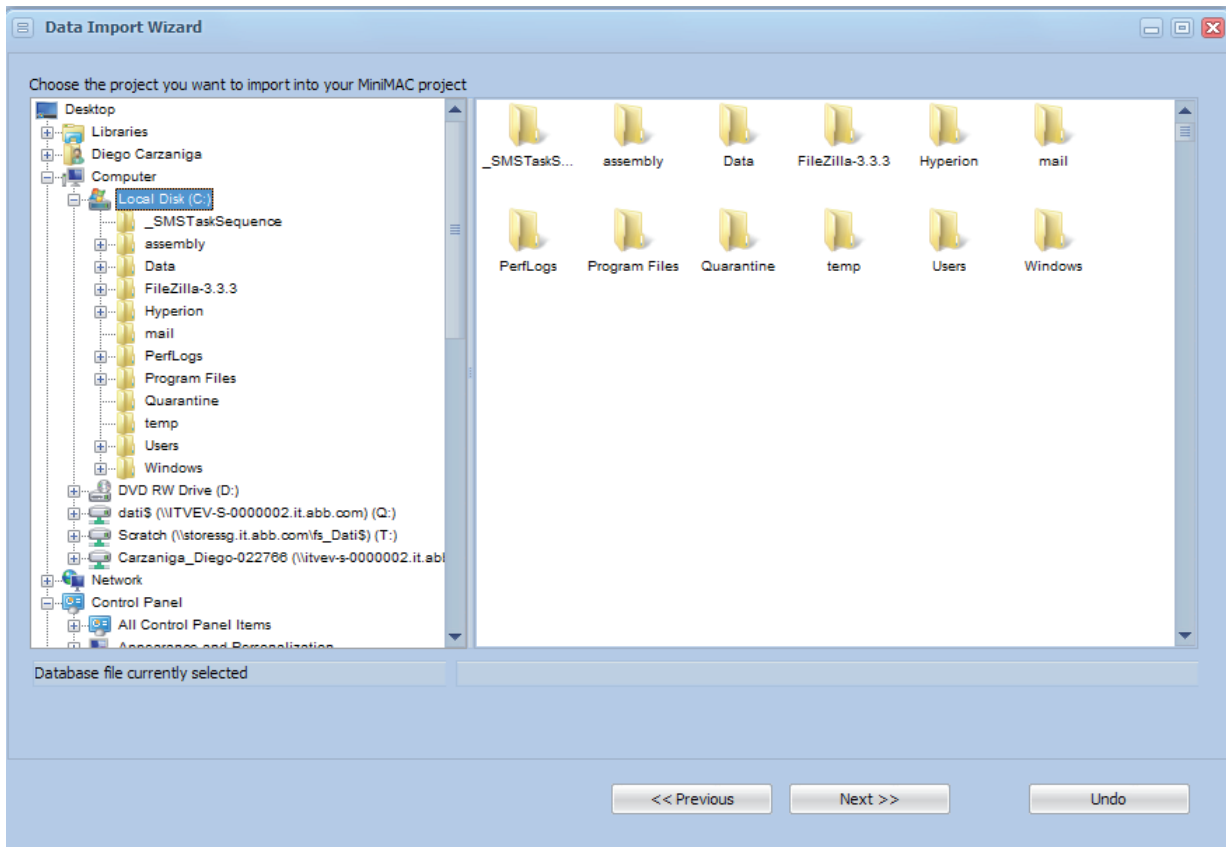 Data Import Wizard
Choose the project you want to import into your MiniMAC project
Desktop
Libraries
Diego Carzaniga
Computer
Local Disk (C:)
_SMSTaskSequence
assembly
Data
FileZilla-3.3.3
Hyperion
mail
PerfLogs
Program Files
Quarantine
temp
Users
Windows
DVD RW Drive (D:)
dati$ (\\ITVEV-S-0000002.it.abb.com) (Q:)
Scratch (\\storessg.it.abb.com\fs_Dati$) (T:)
Carzaniga_Diego-022766 (\\itvev-s-0000002.it.abl
Network
Control Panel
All Control Panel Items
Appearance and Personalization
_SMSTaskS... assembly Data FileZilla-3.3.3 Hyperion mail
PerfLogs Program Files Quarantine temp Users Windows
Database file currently selected
<< Previous Next >> Undo